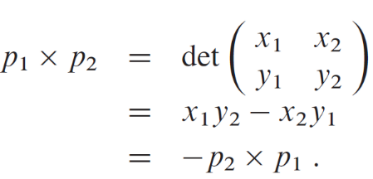 p₁ × p₂ = det ( x₁ x₂
y₁ y₂ )
= x₁y₂ − x₂y₁
= −p₂ × p₁ .